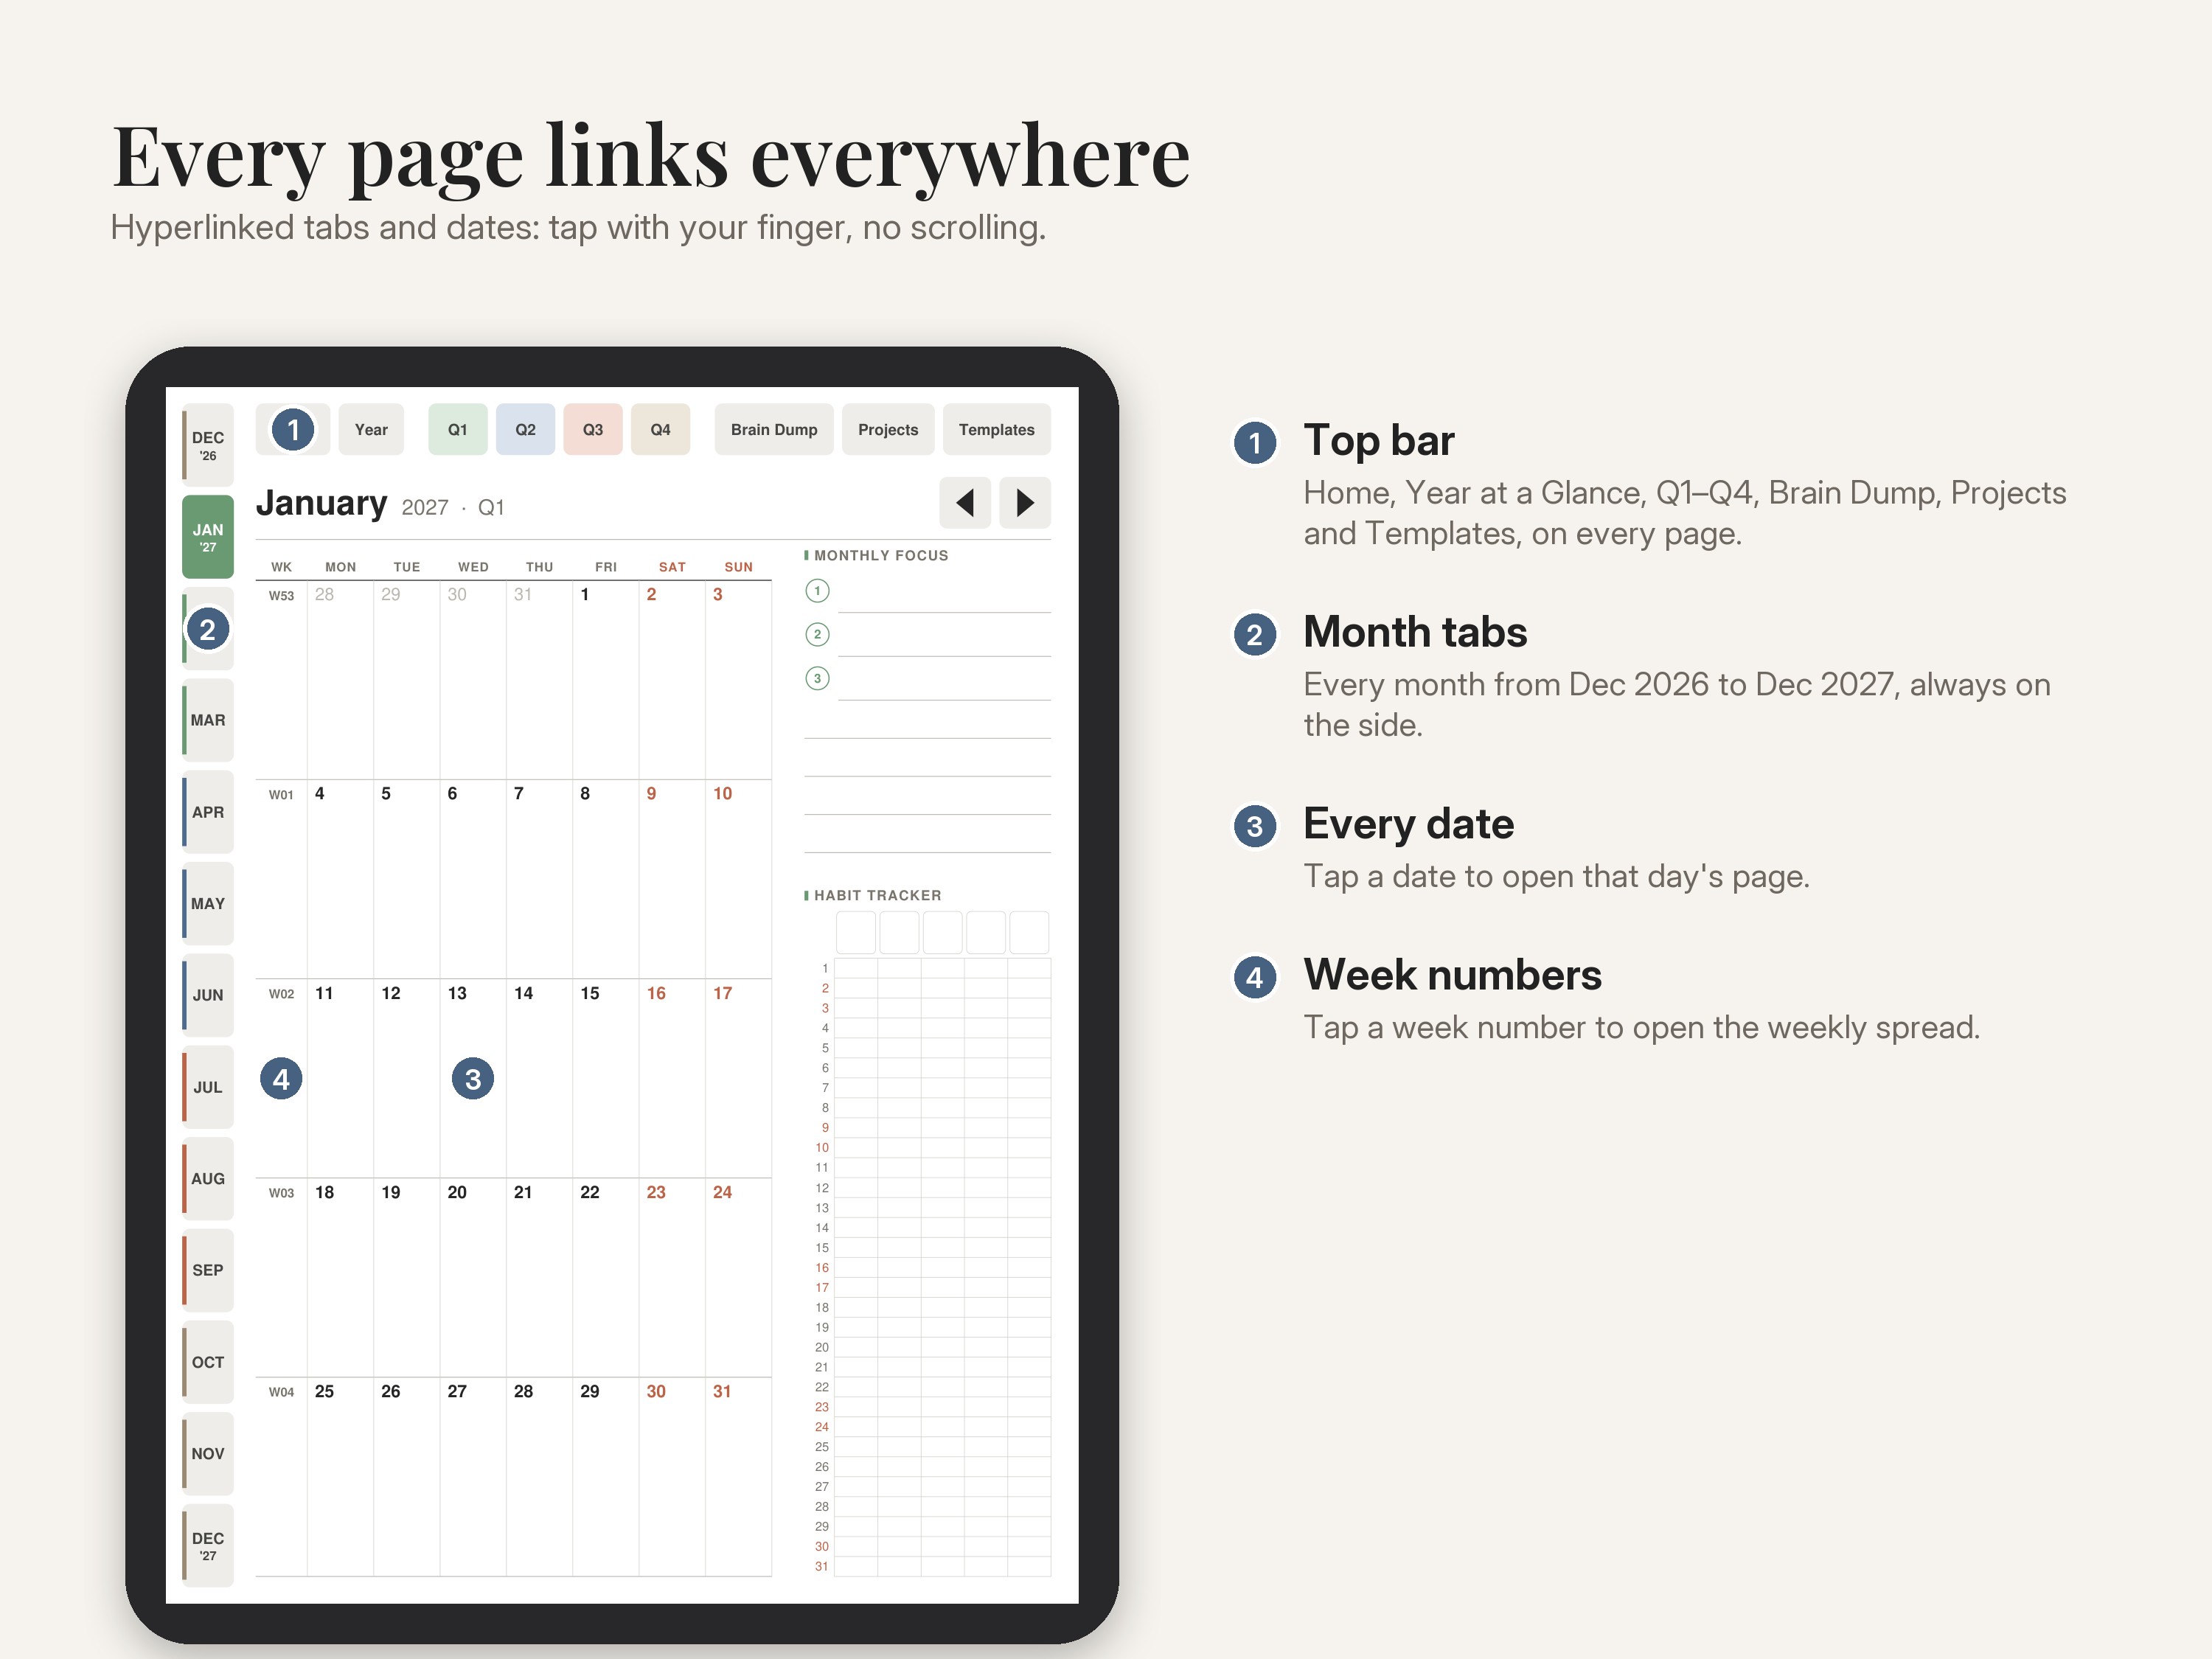 Every page links everywhere
Hyperlinked tabs and dates: tap with your finger, no scrolling.
1 Year Q1 Q2 Q3 Q4 Brain Dump Projects Templates
DEC
'26
JAN
'27
2
MAR
APR
MAY
JUN
JUL
AUG
SEP
OCT
NOV
DEC
'27
January 2027 · Q1
WK MON TUE WED THU FRI SAT SUN
W53 28 29 30 31 1 2 3
W01 4 5 6 7 8 9 10
W02 11 12 13 14 15 16 17
4 3
W03 18 19 20 21 22 23 24
W04 25 26 27 28 29 30 31
MONTHLY FOCUS
1
2
3
HABIT TRACKER
1
2
3
4
5
6
7
8
9
10
11
12
13
14
15
16
17
18
19
20
21
22
23
24
25
26
27
28
29
30
31
1 Top bar
Home, Year at a Glance, Q1–Q4, Brain Dump, Projects
and Templates, on every page.
2 Month tabs
Every month from Dec 2026 to Dec 2027, always on
the side.
3 Every date
Tap a date to open that day's page.
4 Week numbers
Tap a week number to open the weekly spread.